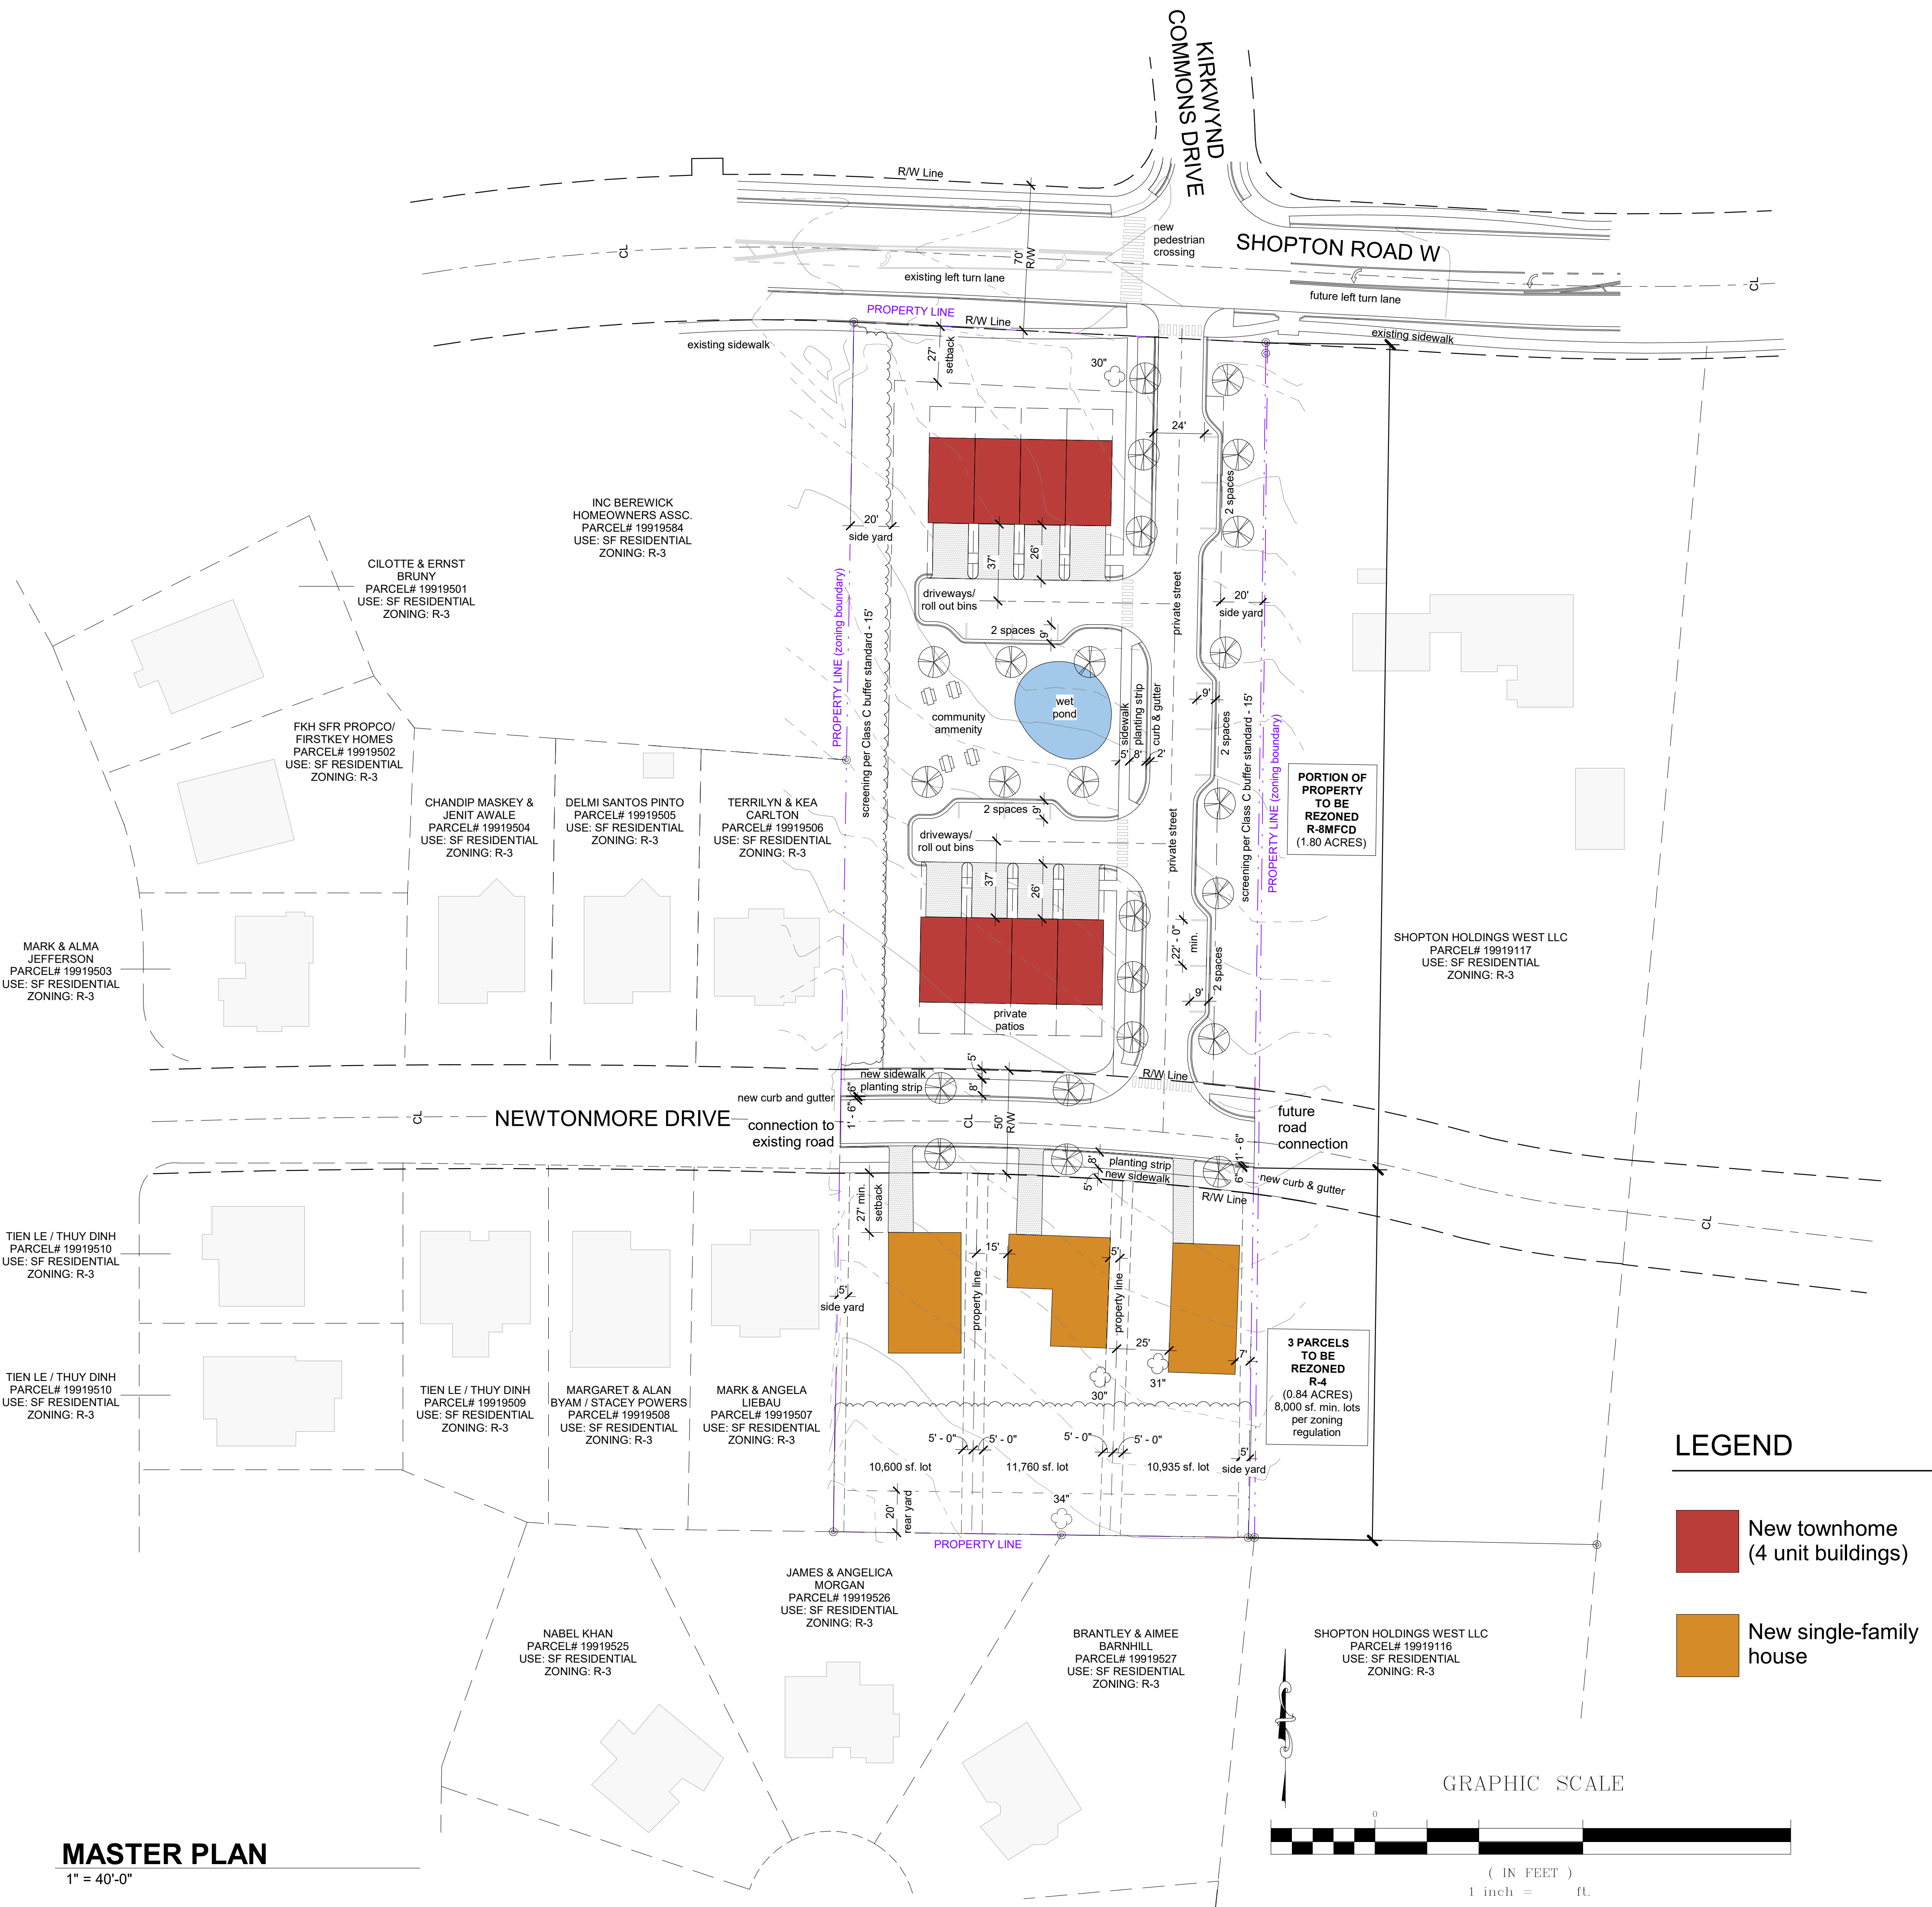 KIRKWYND
COMMONS DRIVE
R/W Line
CL
70'
R/W
new
pedestrian
crossing
SHOPTON ROAD W
existing left turn lane
future left turn lane
CL
PROPERTY LINE
R/W Line
existing sidewalk
existing sidewalk
27'
setback
30"
24'
2 spaces
INC BEREWICK
HOMEOWNERS ASSC.
PARCEL# 19919584
USE: SF RESIDENTIAL
ZONING: R-3
20'
side yard
37'
26'
CILOTTE & ERNST
BRUNY
PARCEL# 19919501
USE: SF RESIDENTIAL
ZONING: R-3
driveways/
roll out bins
private street
20'
side yard
2 spaces
9'
PROPERTY LINE (zoning boundary)
screening per Class C buffer standard - 15'
wet
pond
community
ammenity
5' sidewalk
8' planting strip
2' curb & gutter
9'
2 spaces
screening per Class C buffer standard - 15'
PROPERTY LINE (zoning boundary)
FKH SFR PROPCO/
FIRSTKEY HOMES
PARCEL# 19919502
USE: SF RESIDENTIAL
ZONING: R-3
PORTION OF
PROPERTY
TO BE
REZONED
R-8MFCD
(1.80 ACRES)
CHANDIP MASKEY &
JENIT AWALE
PARCEL# 19919504
USE: SF RESIDENTIAL
ZONING: R-3
DELMI SANTOS PINTO
PARCEL# 19919505
USE: SF RESIDENTIAL
ZONING: R-3
TERRILYN & KEA
CARLTON
PARCEL# 19919506
USE: SF RESIDENTIAL
ZONING: R-3
2 spaces
9'
driveways/
roll out bins
private street
37'
26'
22' - 0"
min.
2 spaces
9'
MARK & ALMA
JEFFERSON
PARCEL# 19919503
USE: SF RESIDENTIAL
ZONING: R-3
SHOPTON HOLDINGS WEST LLC
PARCEL# 19919117
USE: SF RESIDENTIAL
ZONING: R-3
private
patios
5'
new sidewalk
planting strip
8'
R/W Line
new curb and gutter
6"
1' - 6"
CL
NEWTONMORE DRIVE
connection to
existing road
CL
50'
R/W
future
road
connection
8'
planting strip
new sidewalk
5'
1' - 6"
6"
new curb & gutter
R/W Line
CL
27' min.
setback
TIEN LE / THUY DINH
PARCEL# 19919510
USE: SF RESIDENTIAL
ZONING: R-3
15'
5'
property line
property line
5'
side yard
25'
7'
30"
31"
3 PARCELS
TO BE
REZONED
R-4
(0.84 ACRES)
8,000 sf. min. lots
per zoning
regulation
TIEN LE / THUY DINH
PARCEL# 19919510
USE: SF RESIDENTIAL
ZONING: R-3
TIEN LE / THUY DINH
PARCEL# 19919509
USE: SF RESIDENTIAL
ZONING: R-3
MARGARET & ALAN
BYAM / STACEY POWERS
PARCEL# 19919508
USE: SF RESIDENTIAL
ZONING: R-3
MARK & ANGELA
LIEBAU
PARCEL# 19919507
USE: SF RESIDENTIAL
ZONING: R-3
5' - 0"
5' - 0"
5' - 0"
5' - 0"
10,600 sf. lot
11,760 sf. lot
10,935 sf. lot
5'
side yard
20'
rear yard
34"
PROPERTY LINE
LEGEND
New townhome
(4 unit buildings)
New single-family
house
JAMES & ANGELICA
MORGAN
PARCEL# 19919526
USE: SF RESIDENTIAL
ZONING: R-3
NABEL KHAN
PARCEL# 19919525
USE: SF RESIDENTIAL
ZONING: R-3
BRANTLEY & AIMEE
BARNHILL
PARCEL# 19919527
USE: SF RESIDENTIAL
ZONING: R-3
SHOPTON HOLDINGS WEST LLC
PARCEL# 19919116
USE: SF RESIDENTIAL
ZONING: R-3
GRAPHIC SCALE
0
( IN FEET )
1 inch = ft.
MASTER PLAN
1" = 40'-0"